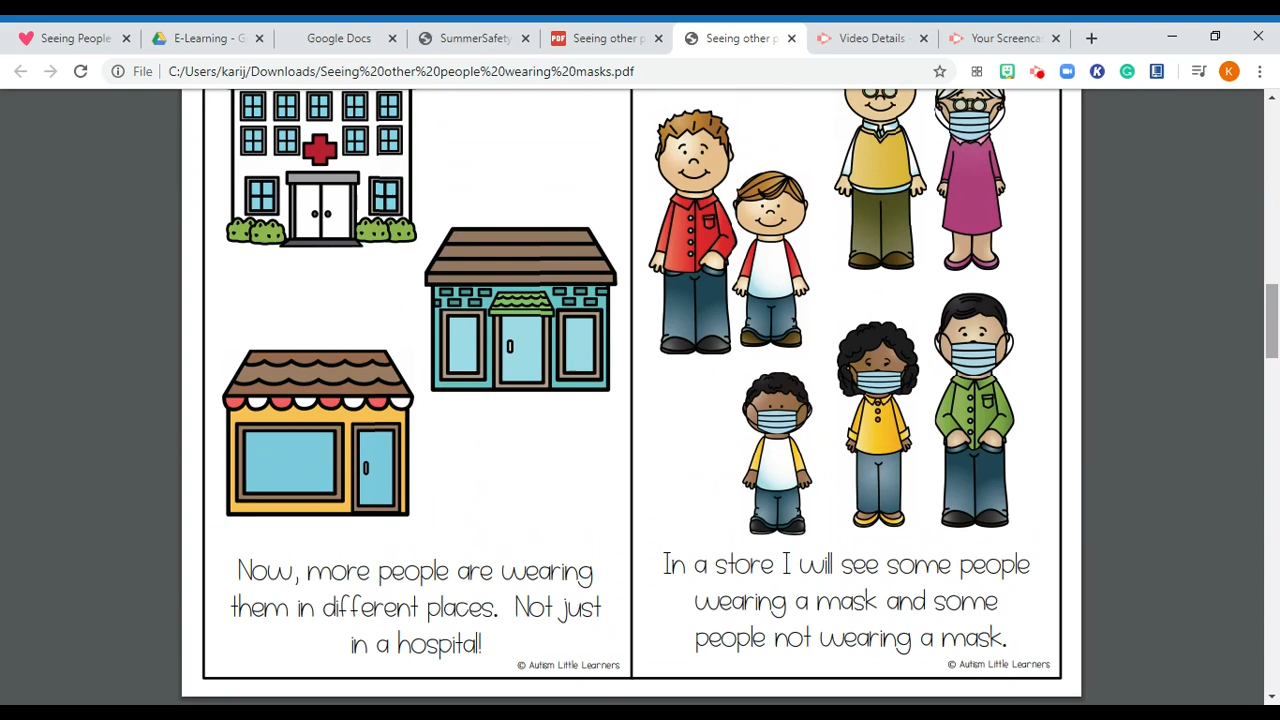 Seeing People
E-Learning - G
Google Docs
SummerSafety
PDF
Seeing other p
Seeing other p
Video Details -
Your Screencas
File
C:/Users/karij/Downloads/Seeing%20other%20people%20wearing%20masks.pdf
K
Now, more people are wearing
them in different places. Not just
in a hospital!
© Autism Little Learners
In a store I will see some people
wearing a mask and some
people not wearing a mask.
© Autism Little Learners